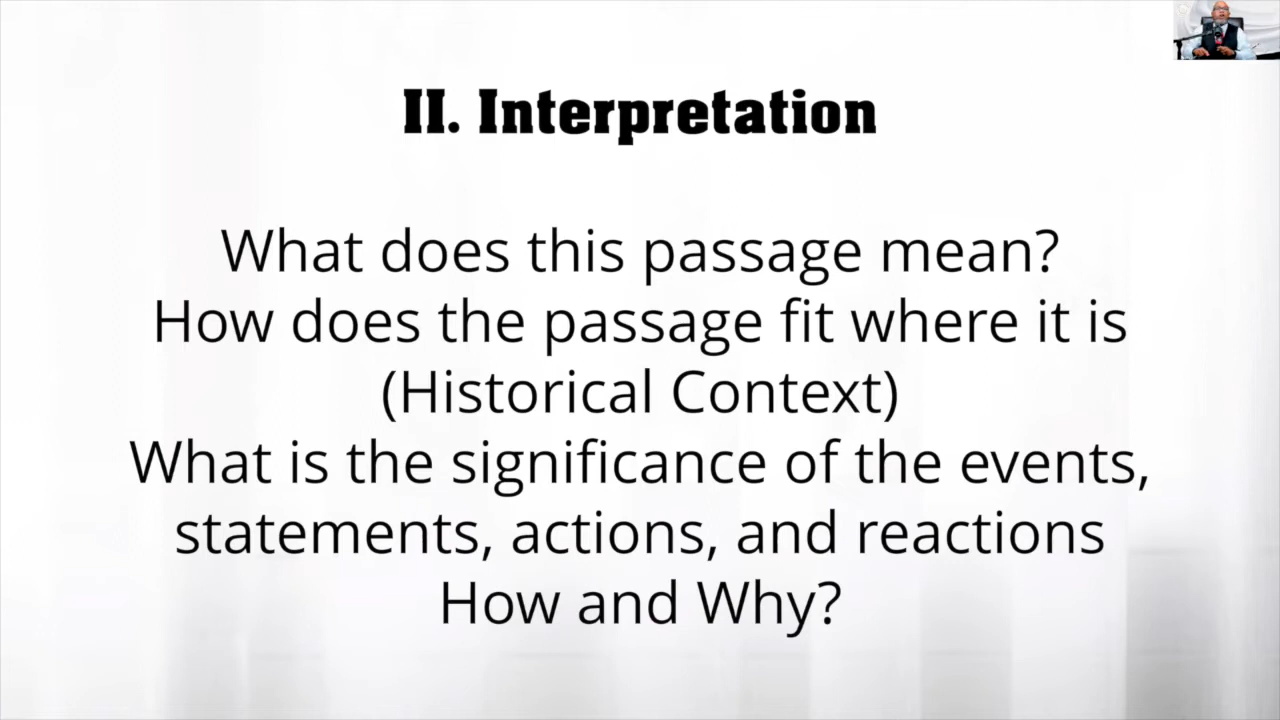 II. Interpretation
What does this passage mean?
How does the passage fit where it is
(Historical Context)
What is the significance of the events,
statements, actions, and reactions
How and Why?